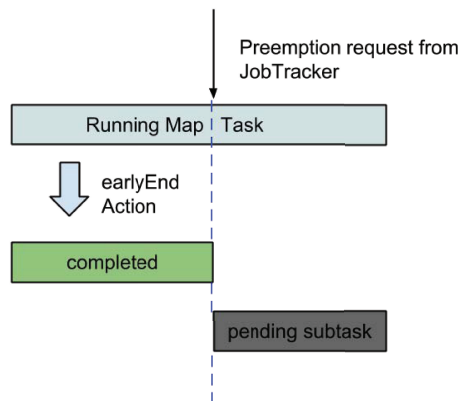 Preemption request from
JobTracker
Running Map Task
earlyEnd
Action
completed
pending subtask